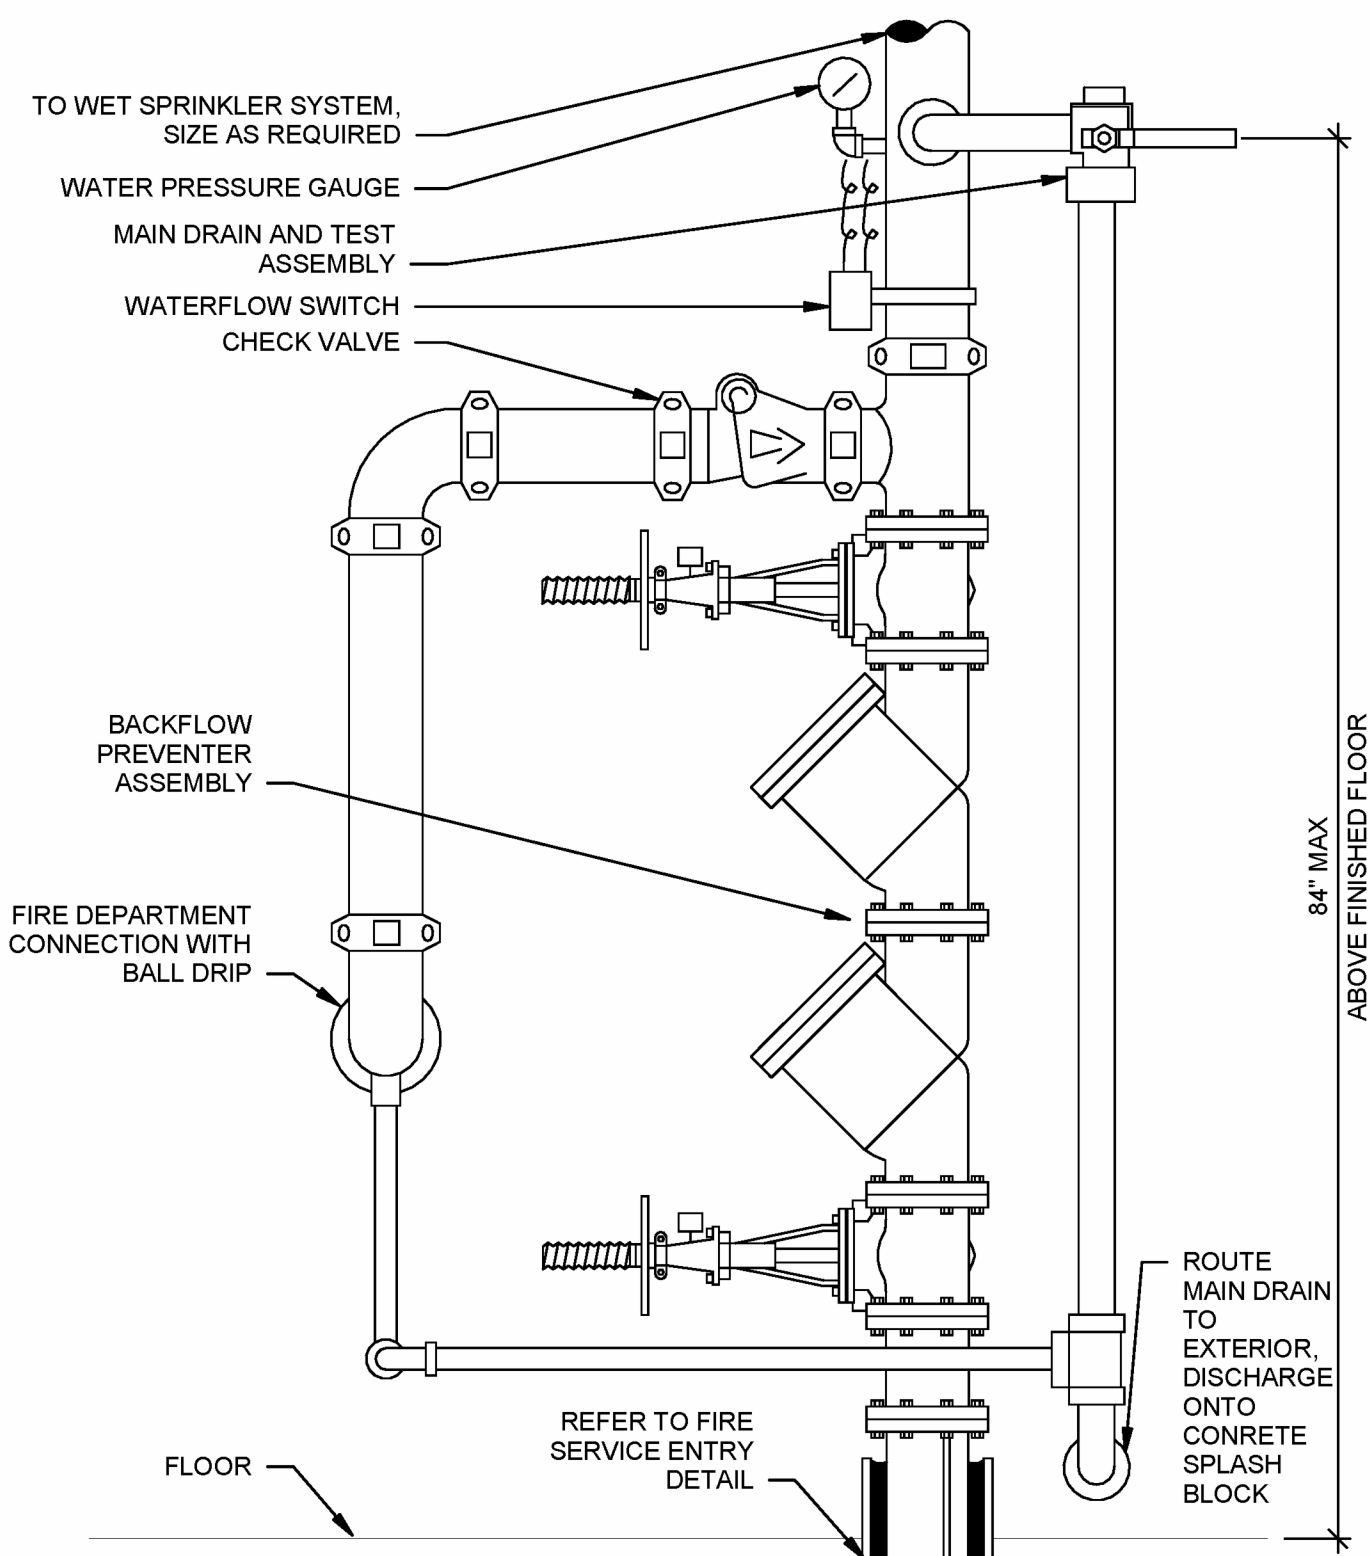 TO WET SPRINKLER SYSTEM,
SIZE AS REQUIRED
WATER PRESSURE GAUGE
MAIN DRAIN AND TEST
ASSEMBLY
WATERFLOW SWITCH
CHECK VALVE
BACKFLOW
PREVENTER
ASSEMBLY
FIRE DEPARTMENT
CONNECTION WITH
BALL DRIP
84" MAX
ABOVE FINISHED FLOOR
ROUTE
MAIN DRAIN
TO
EXTERIOR,
DISCHARGE
ONTO
CONRETE
SPLASH
BLOCK
REFER TO FIRE
SERVICE ENTRY
DETAIL
FLOOR